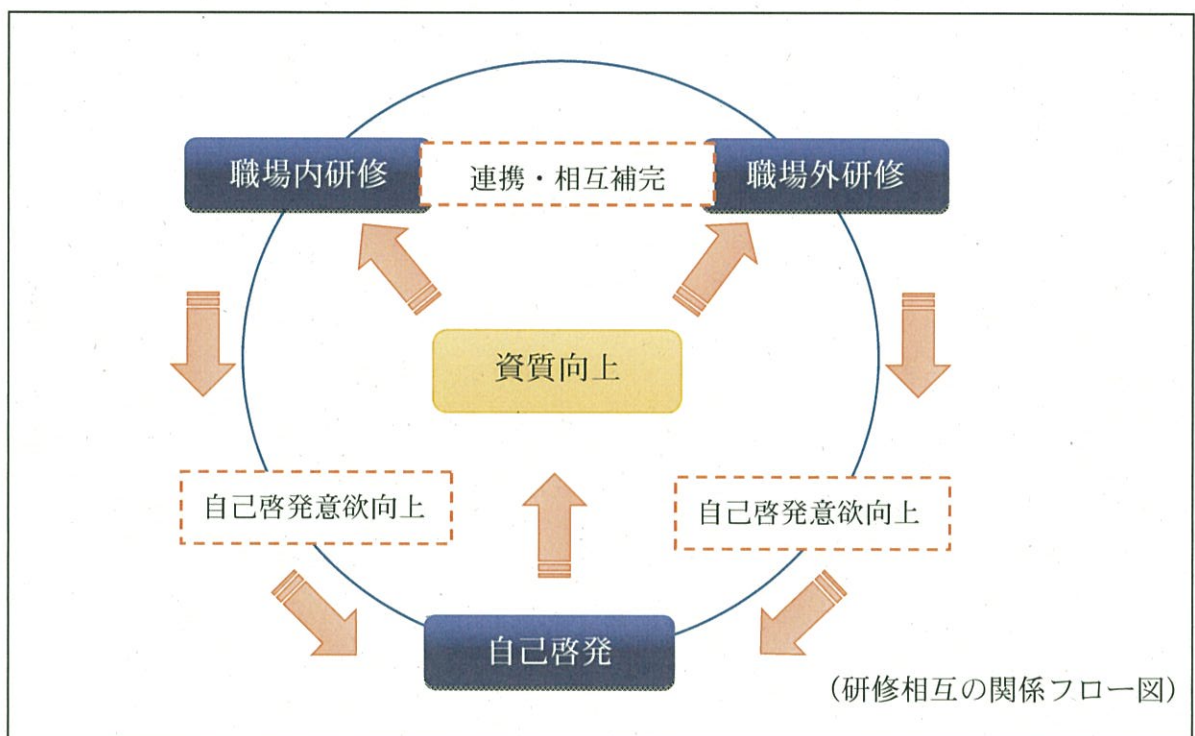 職場内研修
連携・相互補完
職場外研修
資質向上
自己啓発意欲向上
自己啓発意欲向上
自己啓発
（研修相互の関係フロー図）